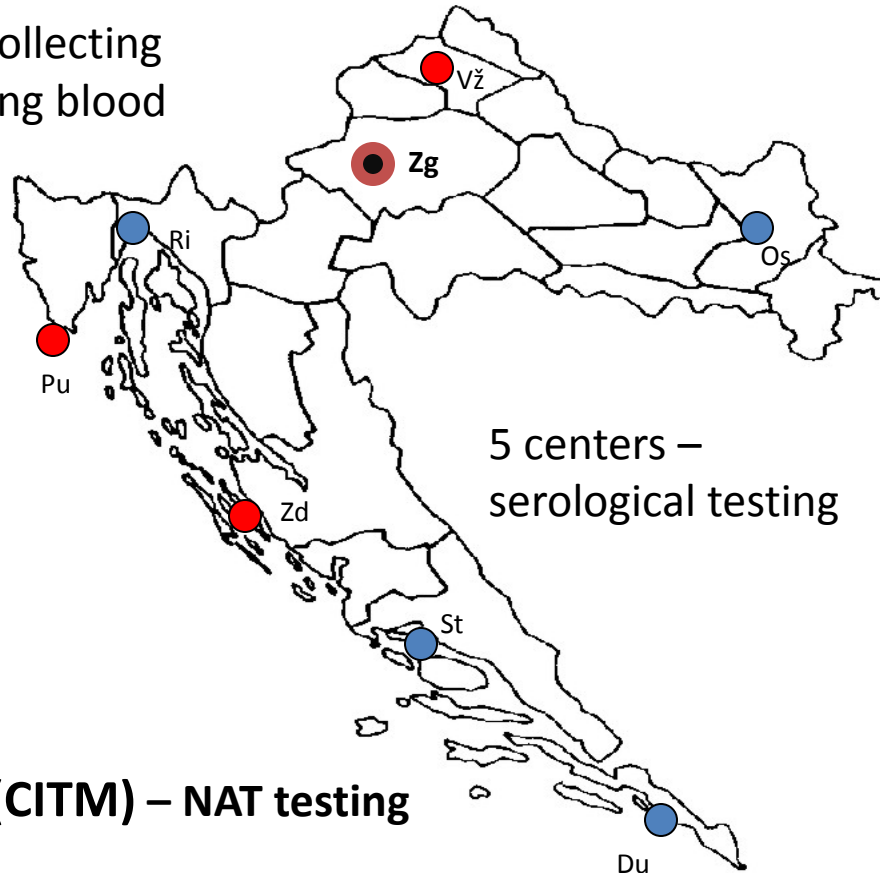 ollecting
ng blood
Vž
Zg
Ri
Os
Pu
5 centers –
serological testing
Zd
St
(CITM) – NAT testing
Du